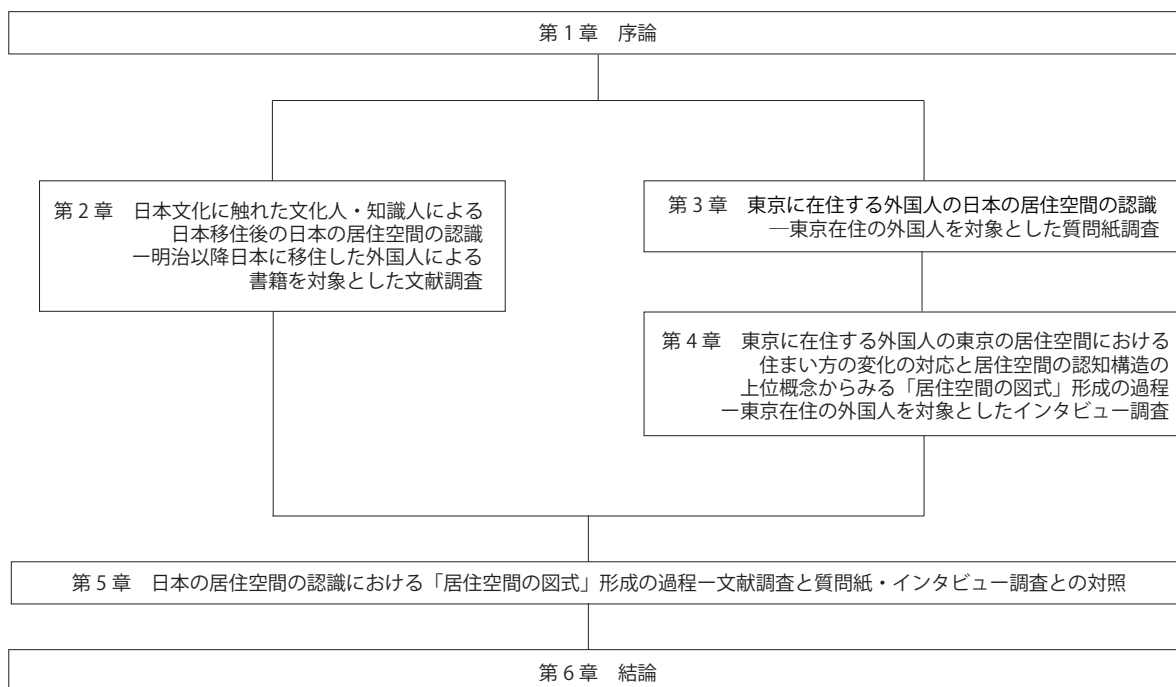 第1章 序論
第2章 日本文化に触れた文化人・知識人による
日本移住後の日本の居住空間の認識
ー明治以降日本に移住した外国人による
書籍を対象とした文献調査
第3章 東京に在住する外国人の日本の居住空間の認識
―東京在住の外国人を対象とした質問紙調査
第4章 東京に在住する外国人の東京の居住空間における
住まい方の変化の対応と居住空間の認知構造の
上位概念からみる「居住空間の図式」形成の過程
ー東京在住の外国人を対象としたインタビュー調査
第5章 日本の居住空間の認識における「居住空間の図式」形成の過程ー文献調査と質問紙・インタビュー調査との対照
第6章 結論